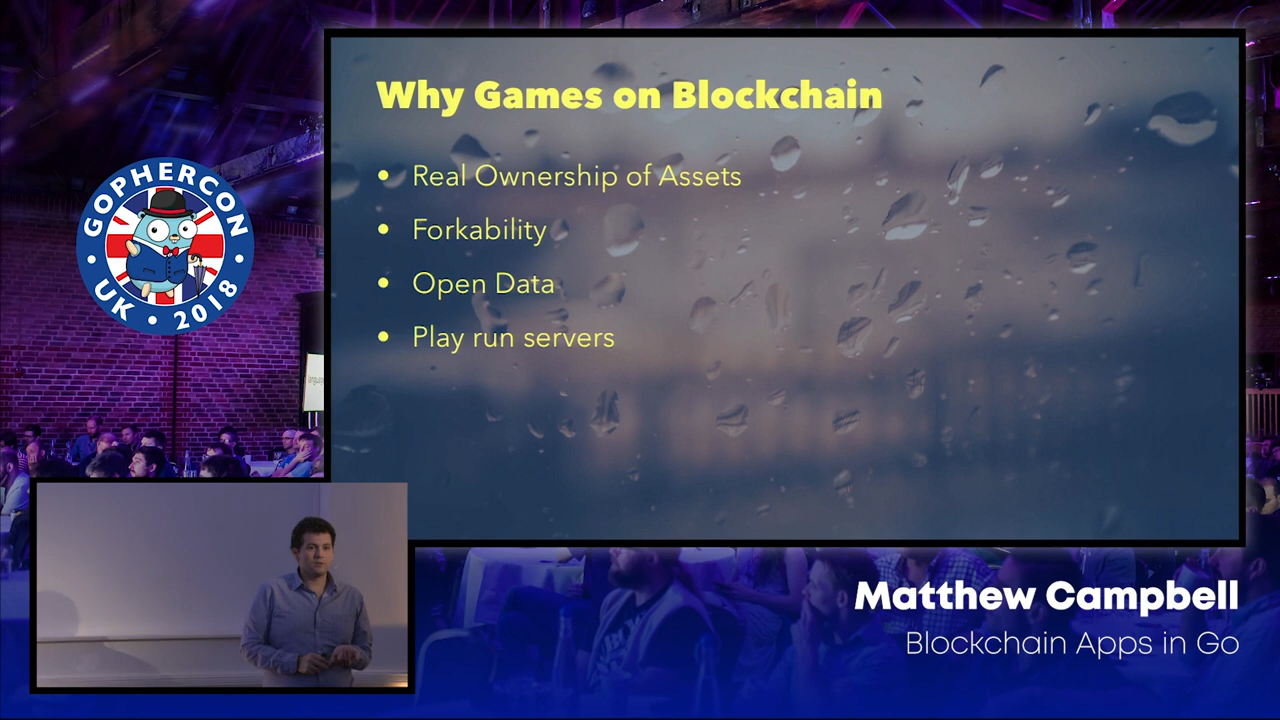 Why Games on Blockchain
• Real Ownership of Assets
• Forkability
• Open Data
• Play run servers
GOPHERCON
UK • 2018
Matthew Campbell
Blockchain Apps in Go